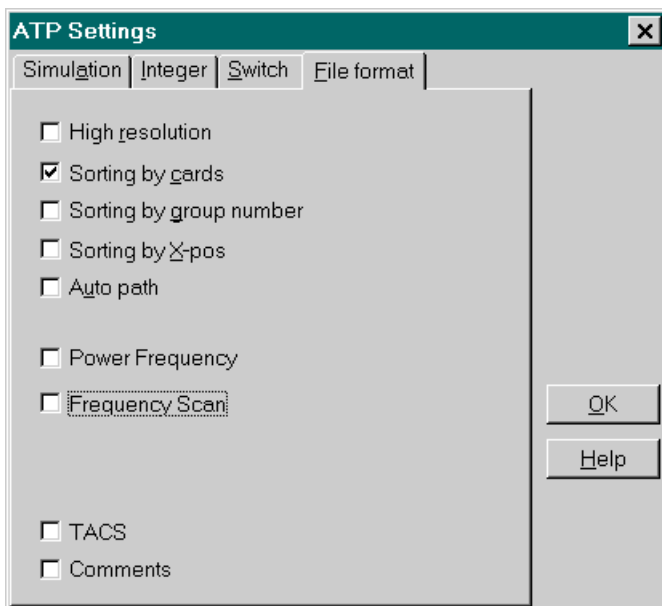 ATP Settings
Simulation Integer Switch File format
High resolution
Sorting by cards
Sorting by group number
Sorting by X-pos
Auto path
Power Frequency
Frequency Scan
OK
Help
TACS
Comments